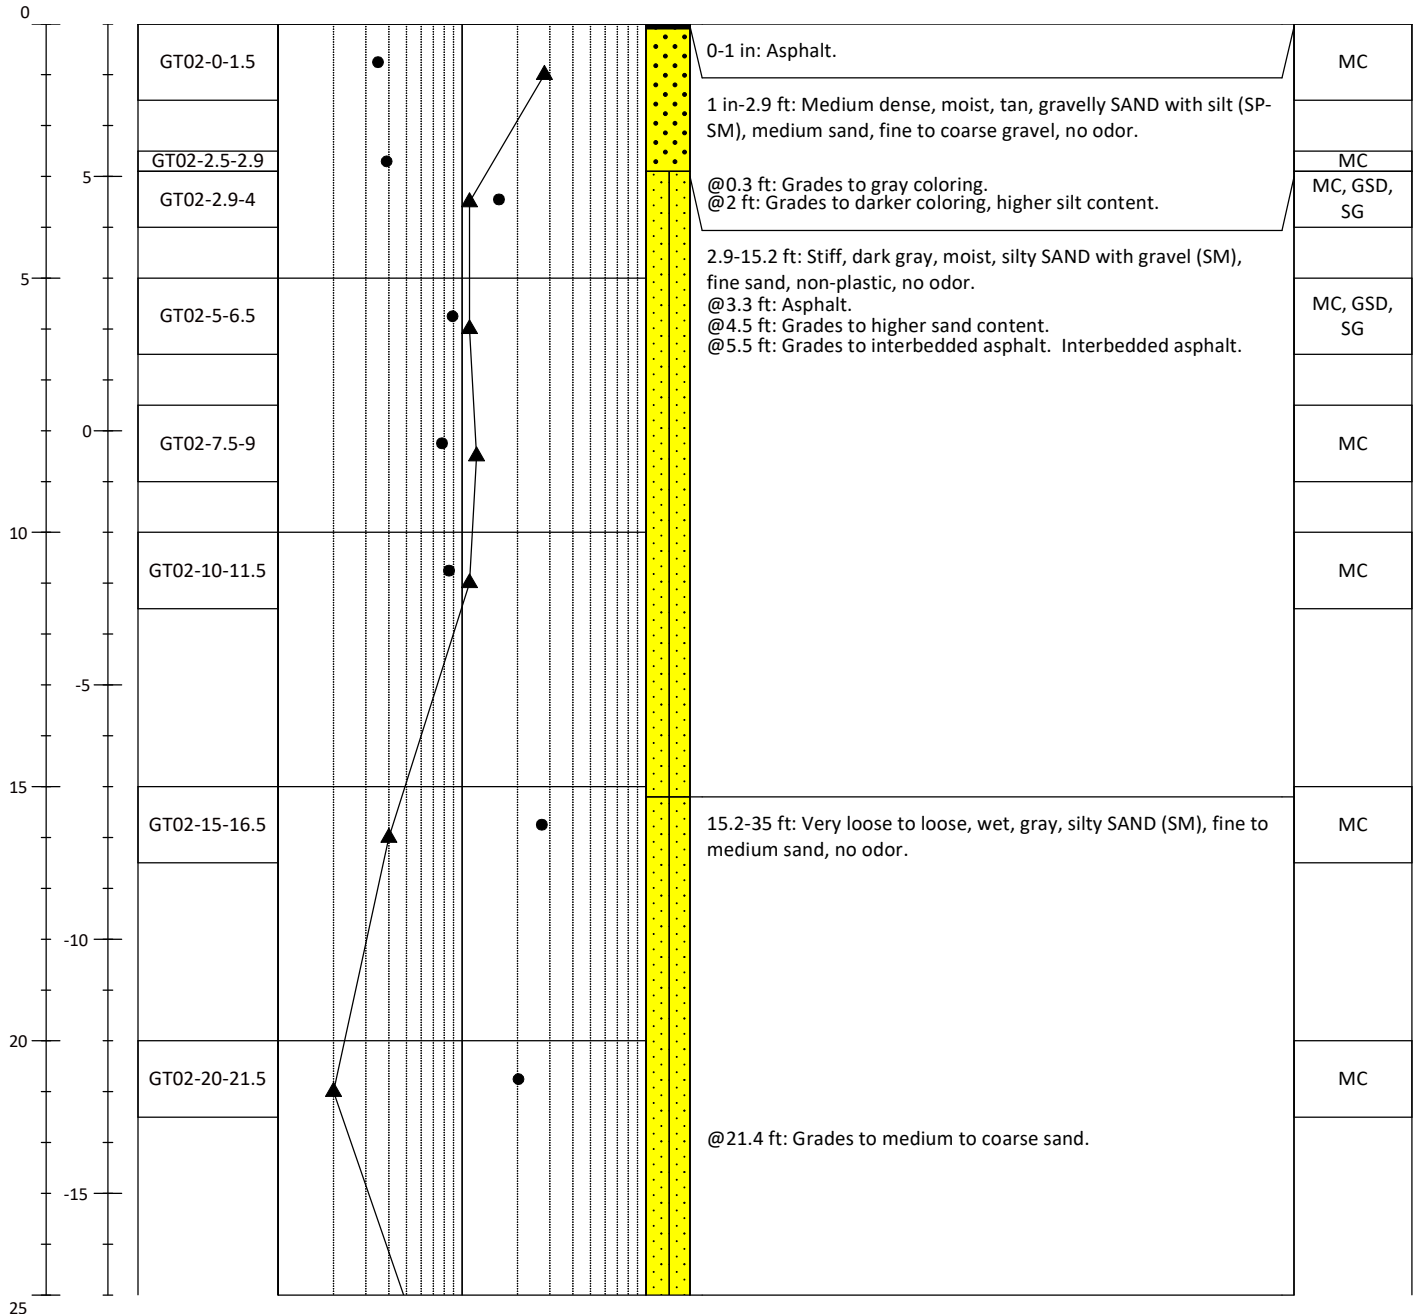 0
GT02-0-1.5
0-1 in: Asphalt.
MC
1 in-2.9 ft: Medium dense, moist, tan, gravelly SAND with silt (SP-
SM), medium sand, fine to coarse gravel, no odor.
GT02-2.5-2.9
MC
5
GT02-2.9-4
@0.3 ft: Grades to gray coloring.
@2 ft: Grades to darker coloring, higher silt content.
MC, GSD,
SG
2.9-15.2 ft: Stiff, dark gray, moist, silty SAND with gravel (SM),
fine sand, non-plastic, no odor.
5
@3.3 ft: Asphalt.
GT02-5-6.5
@4.5 ft: Grades to higher sand content.
@5.5 ft: Grades to interbedded asphalt.  Interbedded asphalt.
MC, GSD,
SG
0
GT02-7.5-9
MC
10
GT02-10-11.5
MC
-5
15
GT02-15-16.5
15.2-35 ft: Very loose to loose, wet, gray, silty SAND (SM), fine to
medium sand, no odor.
MC
-10
20
GT02-20-21.5
MC
@21.4 ft: Grades to medium to coarse sand.
-15
25